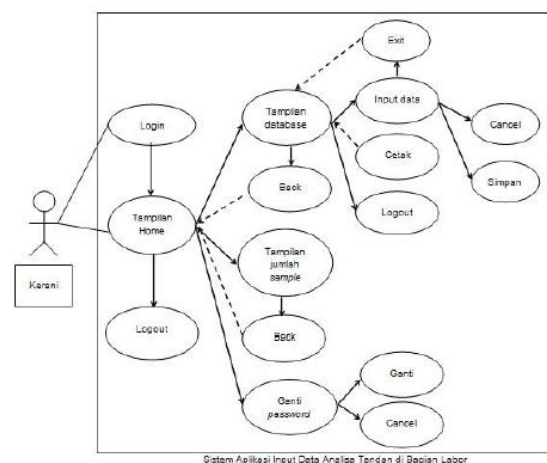 Exit
Tampilan
database
Input data
Login
Cancel
Cetak
Simpan
Back
Tampilan
Home
Logout
Kerani
Tampilan
jumlah
sample
Logout
Back
Ganti
Ganti
password
Cancel
Sistem Aplikasi Input Data Analisa Tandan di Bagian Labor